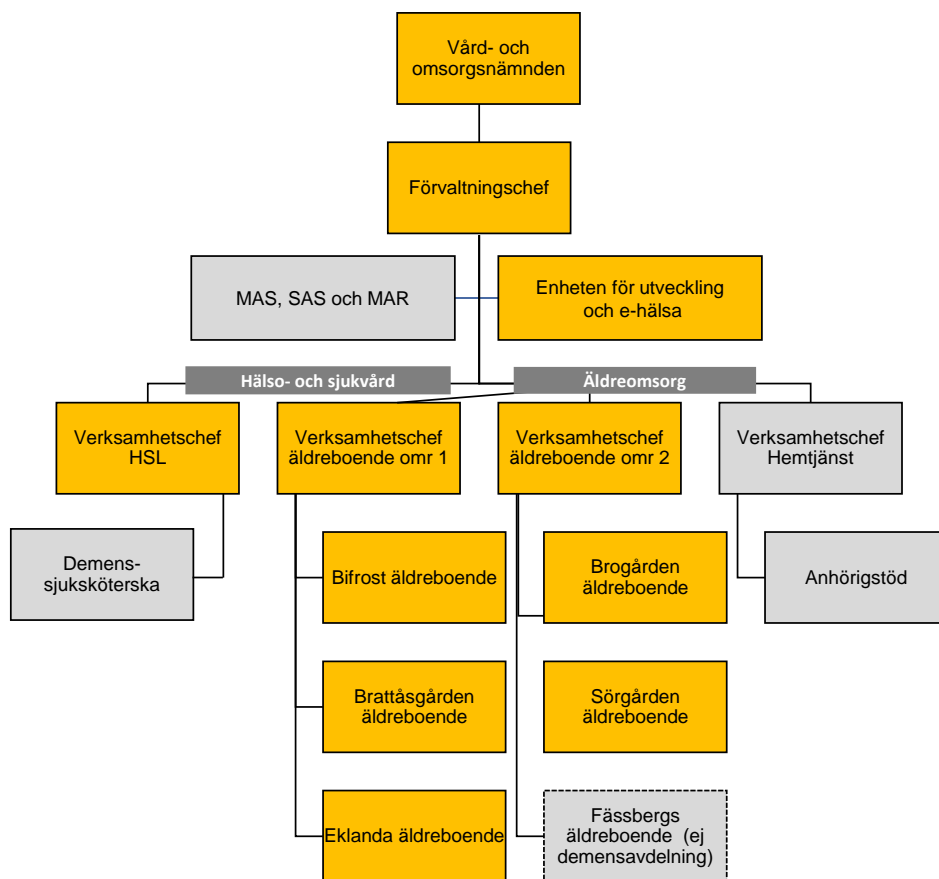 Vård- och
omsorgsnämnden
Förvaltningschef
MAS, SAS och MAR
Enheten för utveckling
och e-hälsa
Hälso- och sjukvård
Äldreomsorg
Verksamhetschef
HSL
Verksamhetschef
äldreboende omr 1
Verksamhetschef
äldreboende omr 2
Verksamhetschef
Hemtjänst
Demens-
sjuksköterska
Bifrost äldreboende
Brogården
äldreboende
Anhörigstöd
Brattåsgården
äldreboende
Sörgården
äldreboende
Eklanda äldreboende
Fässbergs
äldreboende (ej
demensavdelning)